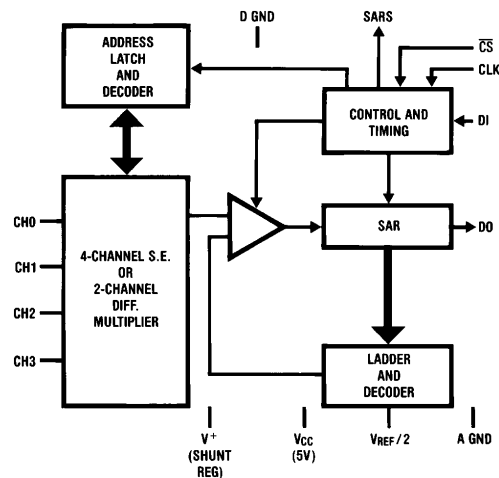 D GND
SARS
CS
CLK
ADDRESS
LATCH
AND
DECODER
CONTROL AND
TIMING
DI
CH0
CH1
CH2
CH3
4-CHANNEL S.E.
OR
2-CHANNEL
DIFF.
MULTIPLIER
SAR
DO
LADDER
AND
DECODER
V+
(SHUNT
REG)
VCC
(5V)
VREF/2
A GND